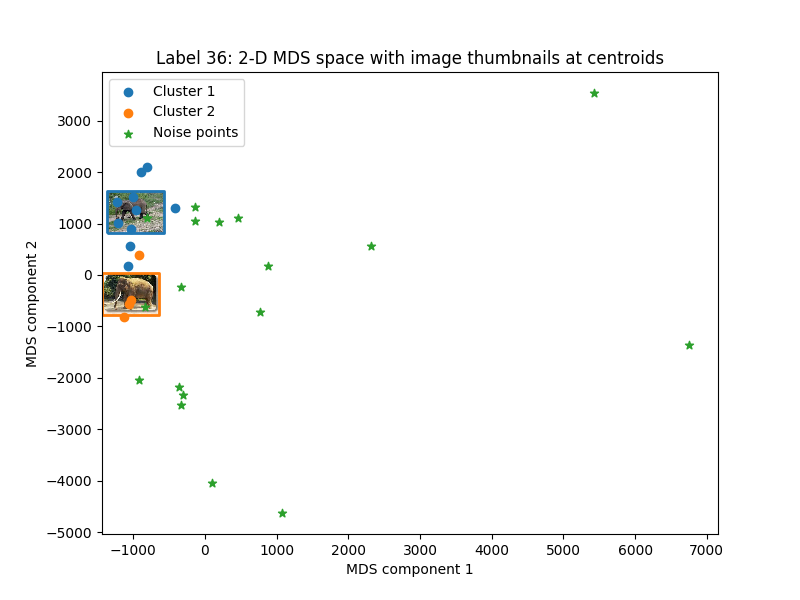 Label 36: 2-D MDS space with image thumbnails at centroids
Cluster 1
Cluster 2
Noise points
3000
2000
1000
0
−1000
−2000
−3000
−4000
−5000
MDS component 2
−1000 0 1000 2000 3000 4000 5000 6000 7000
MDS component 1